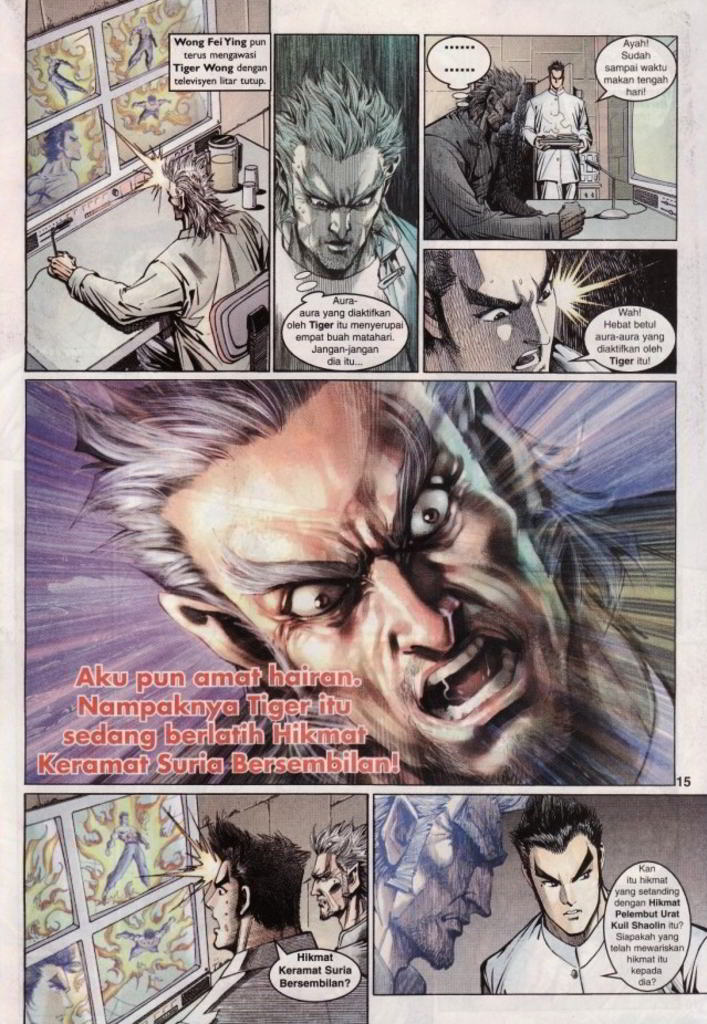 Wong Fei Ying pun
terus mengawasi
Tiger Wong dengan
televisyen litar tutup.
Aura-
aura yang diaktifkan
oleh Tiger itu menyerupai
empat buah matahari.
Jangan-jangan
dia itu...
......
......
Ayah!
Sudah
sampai waktu
makan tengah
hari!
Wah!
Hebat betul
aura-aura yang
diaktifkan oleh
Tiger itu!
Aku pun amat hairan.
Nampaknya Tiger itu
sedang berlatih Hikmat
Keramat Suria Bersembilan!
15
Hikmat
Keramat Suria
Bersembilan?
Kan
itu hikmat
yang setanding
dengan Hikmat
Pelembut Urat
Kuil Shaolin itu?
Siapakah yang
telah mewariskan
hikmat itu
kepada
dia?